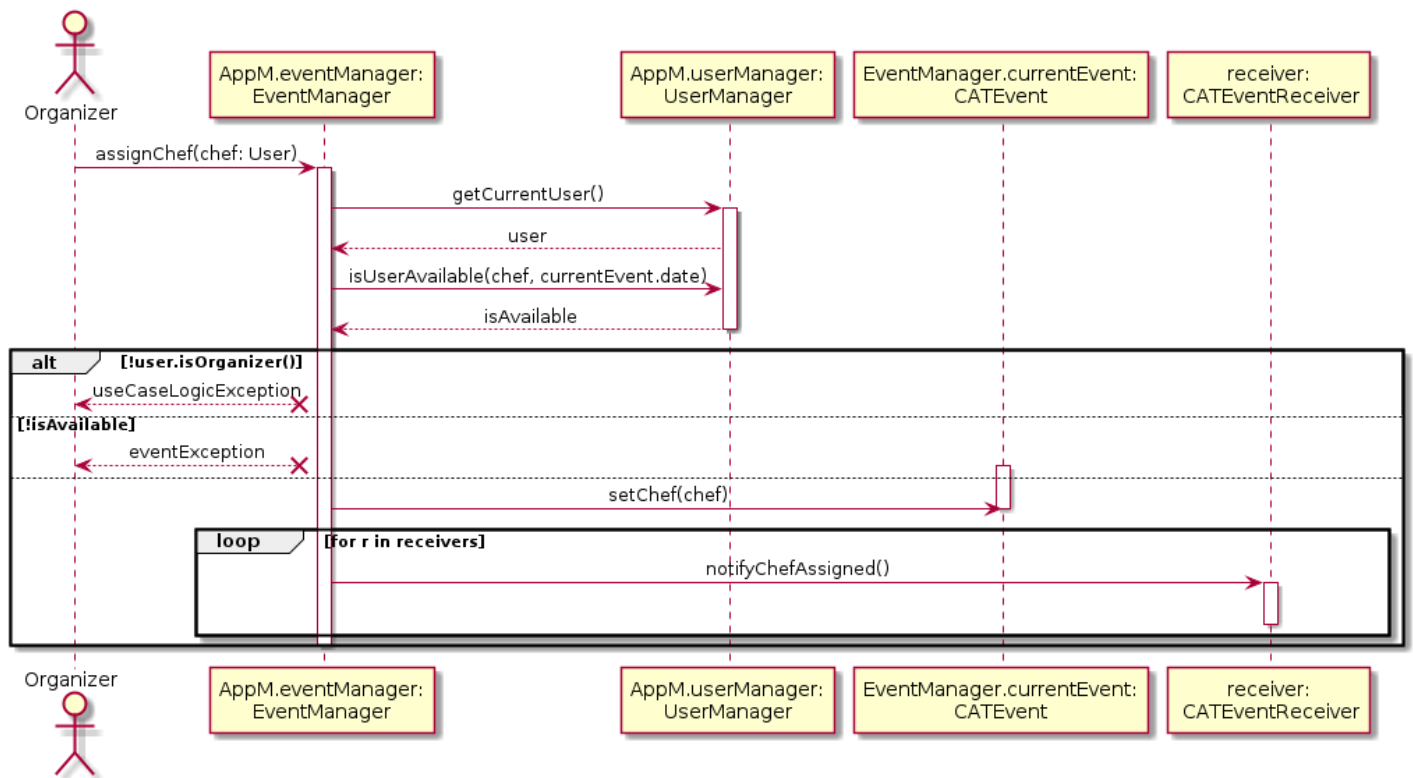 Organizer
AppM.eventManager:
EventManager
AppM.userManager:
UserManager
EventManager.currentEvent:
CATEvent
receiver:
CATEventReceiver
assignChef(chef: User)
getCurrentUser()
user
isUserAvailable(chef, currentEvent.date)
isAvailable
alt [!user.isOrganizer()]
useCaseLogicException
[!isAvailable]
eventException
setChef(chef)
loop [for r in receivers]
notifyChefAssigned()
Organizer
AppM.eventManager:
EventManager
AppM.userManager:
UserManager
EventManager.currentEvent:
CATEvent
receiver:
CATEventReceiver